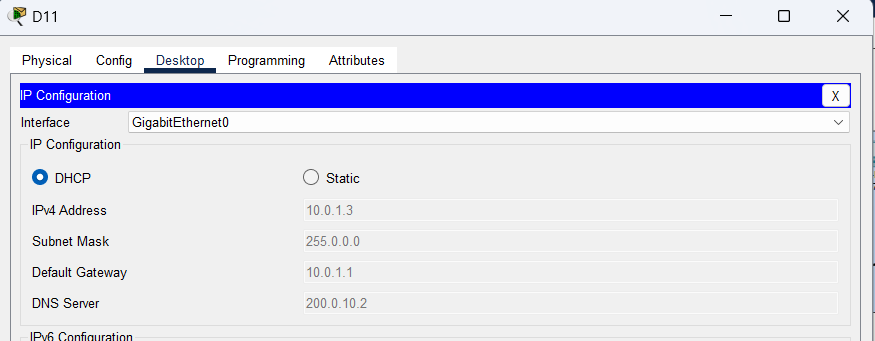 D11
Physical Config Desktop Programming Attributes
IP Configuration X
Interface GigabitEthernet0
IP Configuration
DHCP Static
IPv4 Address 10.0.1.3
Subnet Mask 255.0.0.0
Default Gateway 10.0.1.1
DNS Server 200.0.10.2
IPv6 Configuration